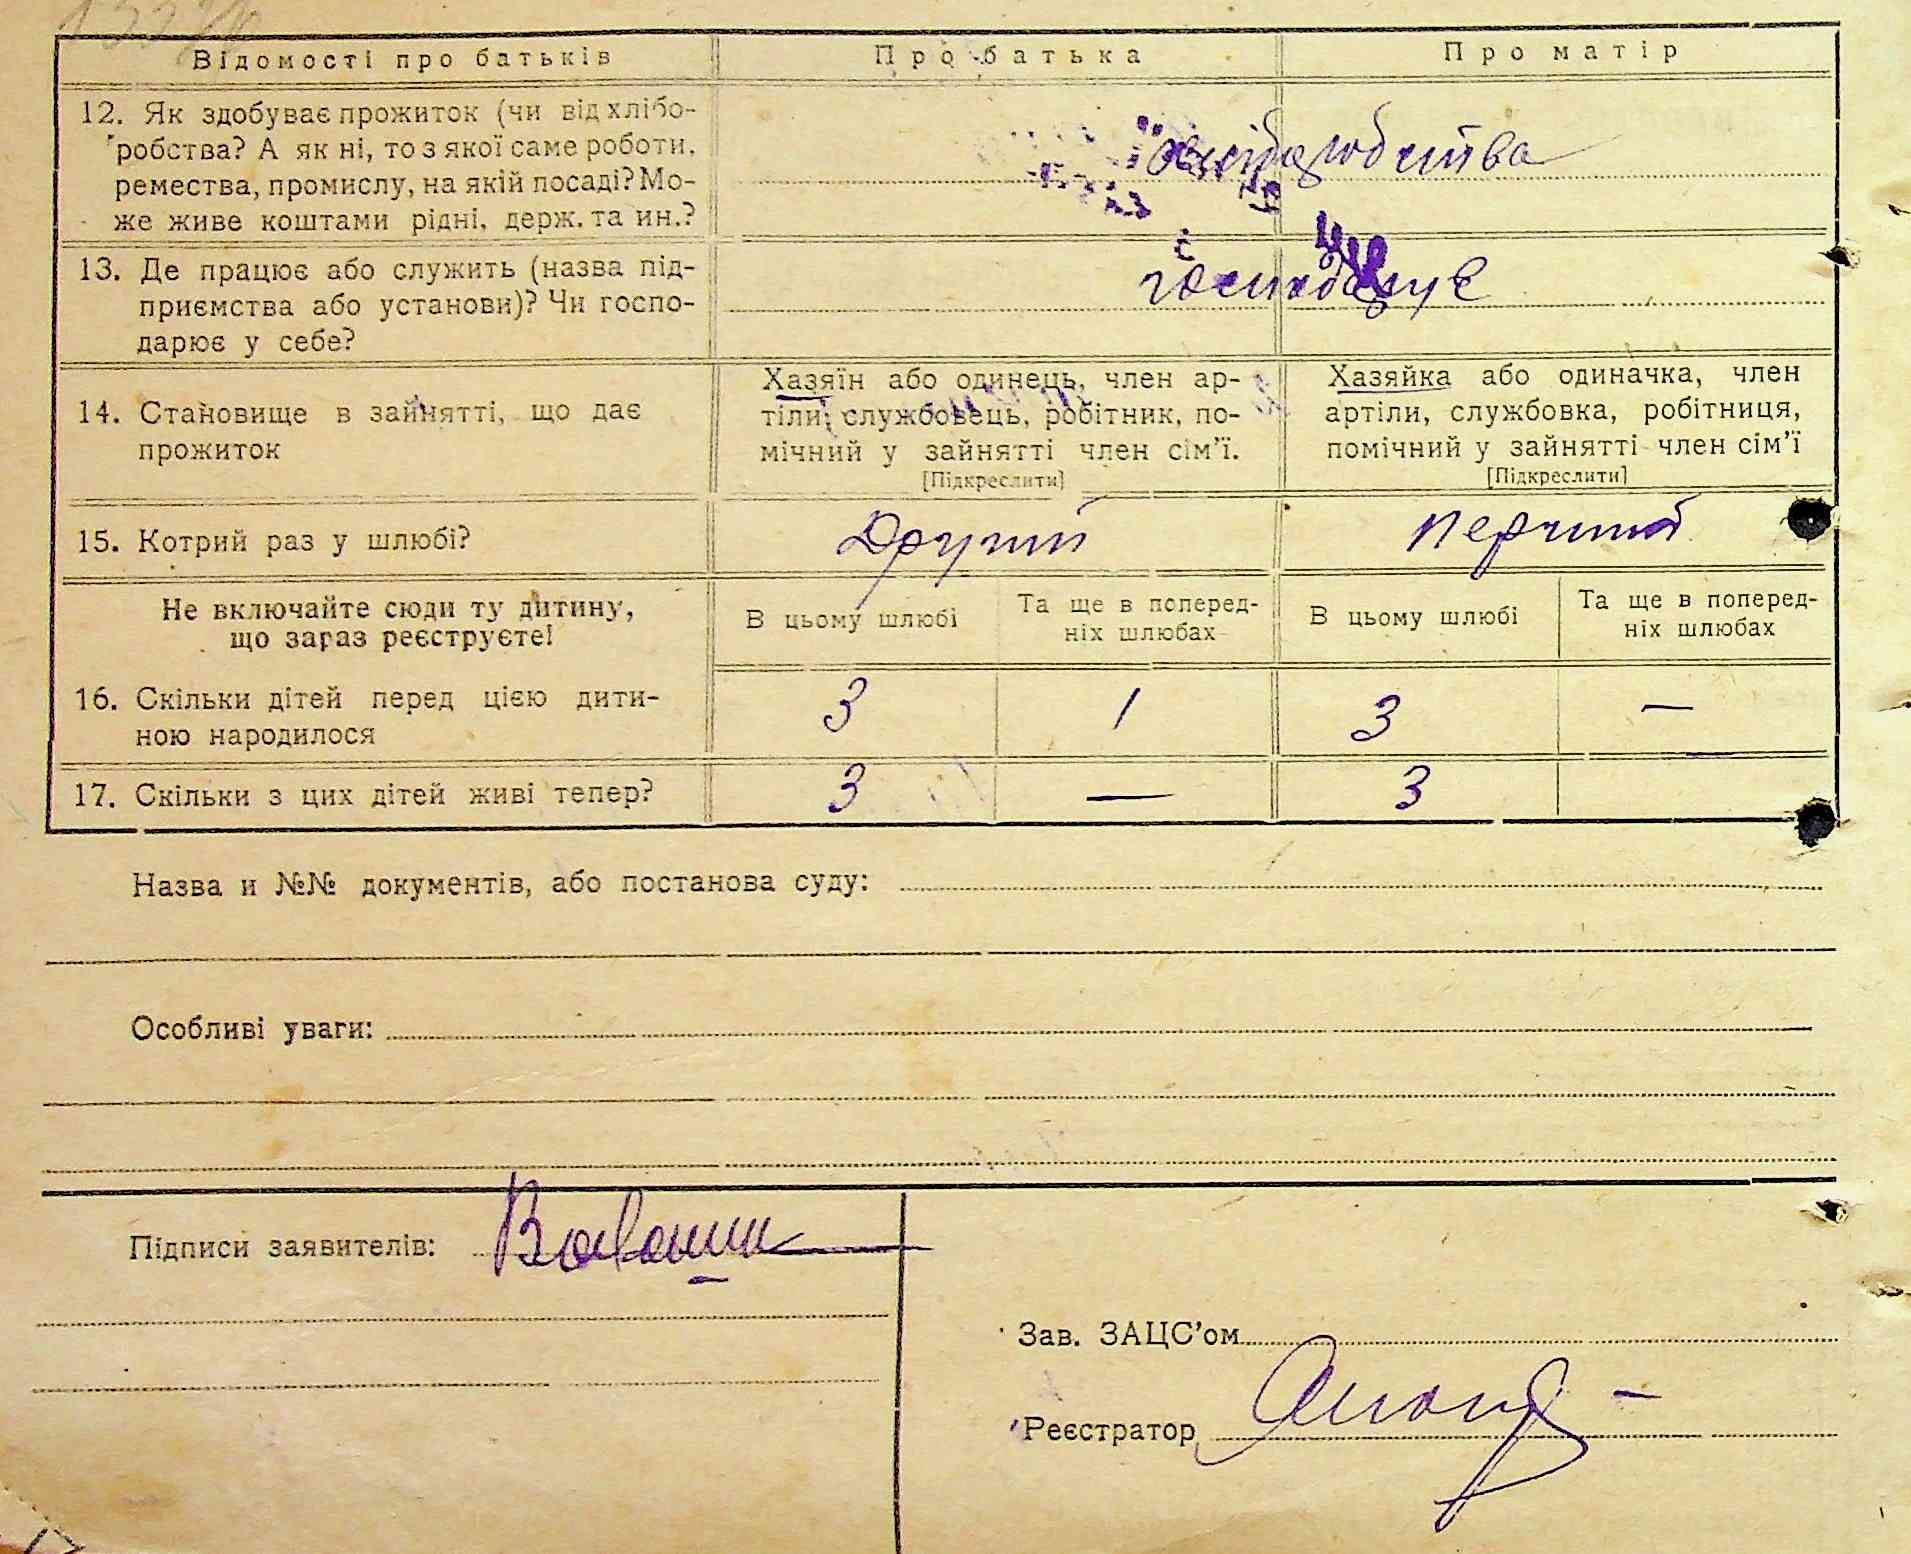 Відомості про батьків Про батька Про матір
12. Як здобуває прожиток (чи від хлібо-
робства? А як ні, то з якої саме роботи,
ремества, промислу, на якій посаді? Мо-
же живе коштами рідні, держ. та ин.?
13. Де працює або служить (назва під-
приємства або установи)? Чи госпо-
дарює у себе?
господарує
14. Становище в зайнятті, що дає
прожиток
Хазяїн або одинець, член ар-
тіли, службовець, робітник, по-
мічний у зайнятті член сім'ї.
[Підкреслити]
Хазяйка або одиначка, член
артіли, службовка, робітниця,
помічний у зайнятті член сім'ї
[Підкреслити]
15. Котрий раз у шлюбі? Другий Перший
Не включайте сюди ту дитину,
що зараз реєструєте!
В цьому шлюбі
Та ще в поперед-
ніх шлюбах
В цьому шлюбі
Та ще в поперед-
ніх шлюбах
16. Скільки дітей перед цією дити-
ною народилося
3 1 3 —
17. Скільки з цих дітей живі тепер? 3 — 3
Назва и №№ документів, або постанова суду:
Особливі уваги:
Підписи заявителів:
Зав. ЗАЦС'ом
Реєстратор